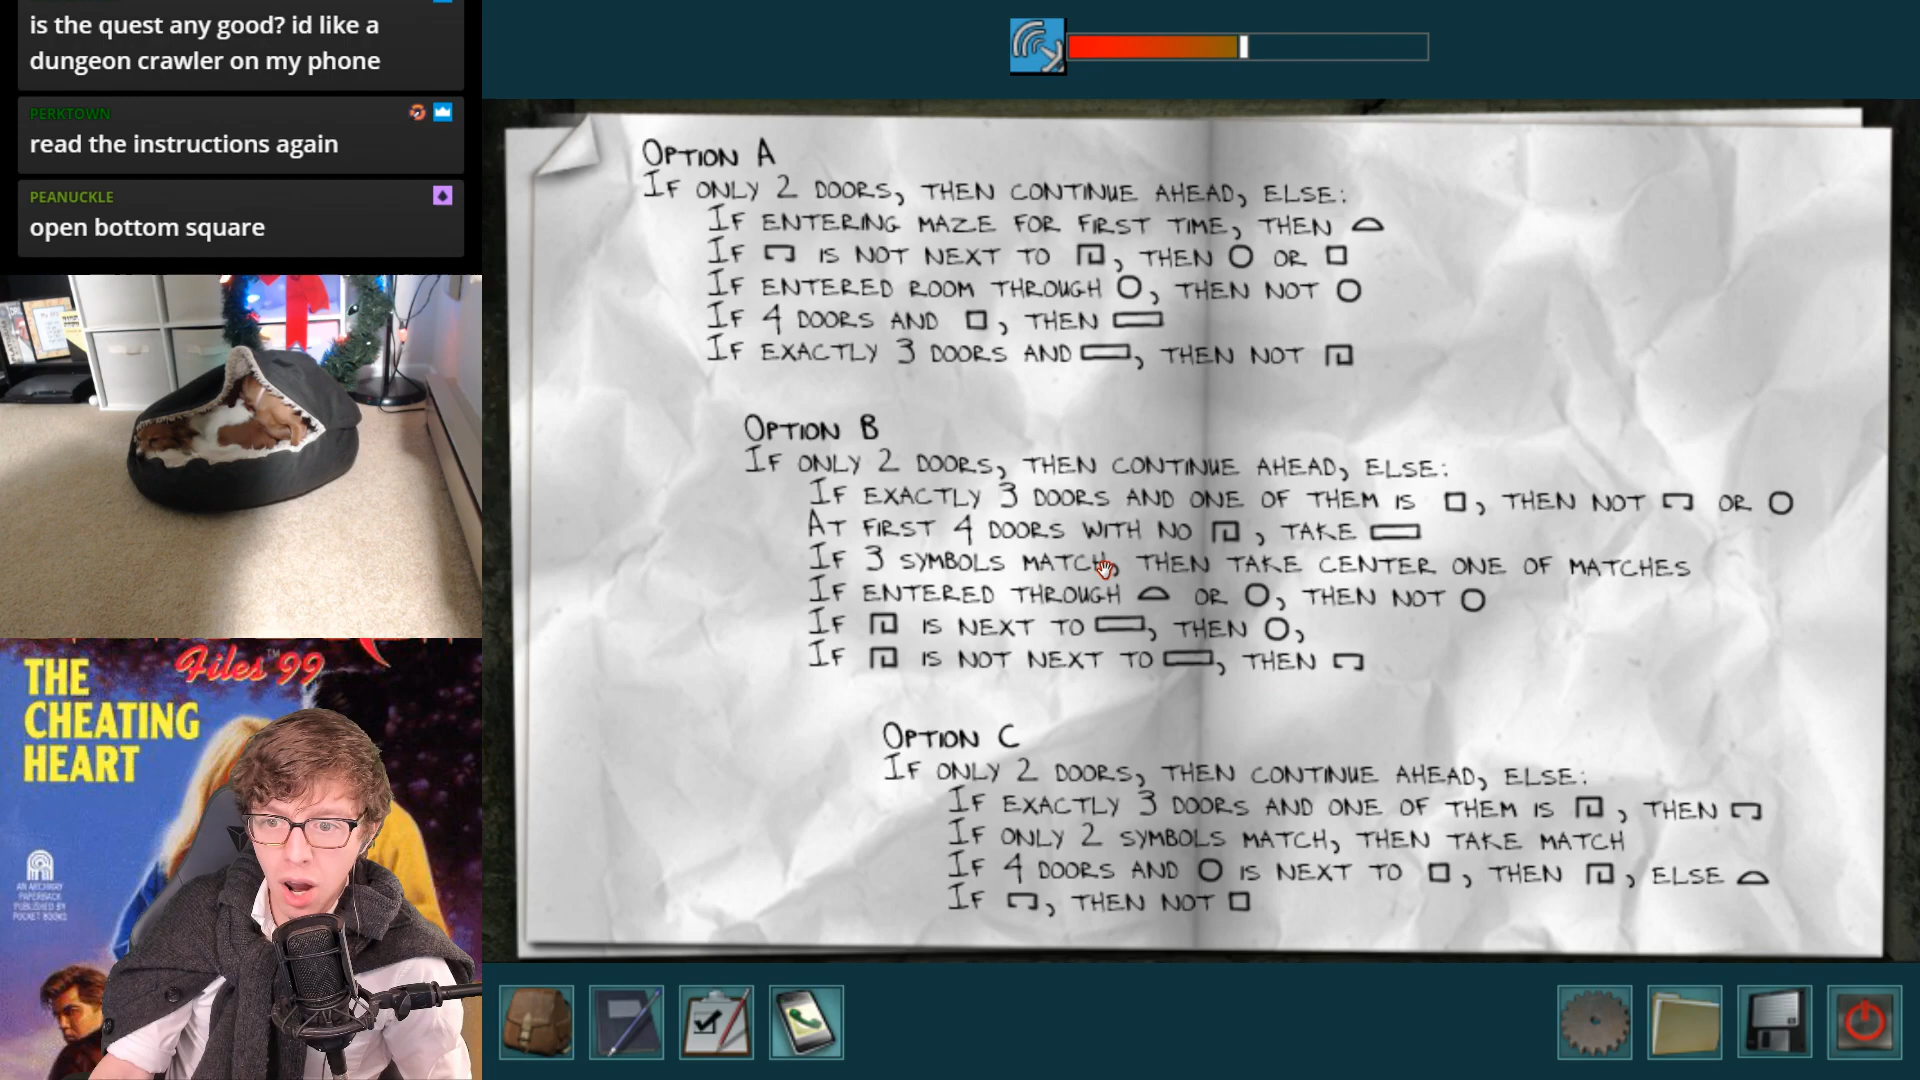 is the quest any good? id like a
dungeon crawler on my phone
PERKTOWN
read the instructions again
PEANUCKLE
open bottom square
Files 99
THE
CHEATING
HEART
AN ARCHWAY
PAPERBACK
PUBLISHED BY
POCKET BOOKS
OPTION A
IF ONLY 2 DOORS, THEN CONTINUE AHEAD, ELSE:
IF ENTERING MAZE FOR FIRST TIME, THEN
IF IS NOT NEXT TO , THEN OR
IF ENTERED ROOM THROUGH , THEN NOT
IF 4 DOORS AND , THEN
IF EXACTLY 3 DOORS AND , THEN NOT
OPTION B
IF ONLY 2 DOORS, THEN CONTINUE AHEAD, ELSE:
IF EXACTLY 3 DOORS AND ONE OF THEM IS , THEN NOT OR
AT FIRST 4 DOORS WITH NO , TAKE
IF 3 SYMBOLS MATCH, THEN TAKE CENTER ONE OF MATCHES
IF ENTERED THROUGH OR , THEN NOT
IF IS NEXT TO , THEN ,
IF IS NOT NEXT TO , THEN
OPTION C
IF ONLY 2 DOORS, THEN CONTINUE AHEAD, ELSE:
IF EXACTLY 3 DOORS AND ONE OF THEM IS , THEN
IF ONLY 2 SYMBOLS MATCH, THEN TAKE MATCH
IF 4 DOORS AND IS NEXT TO , THEN , ELSE
IF , THEN NOT